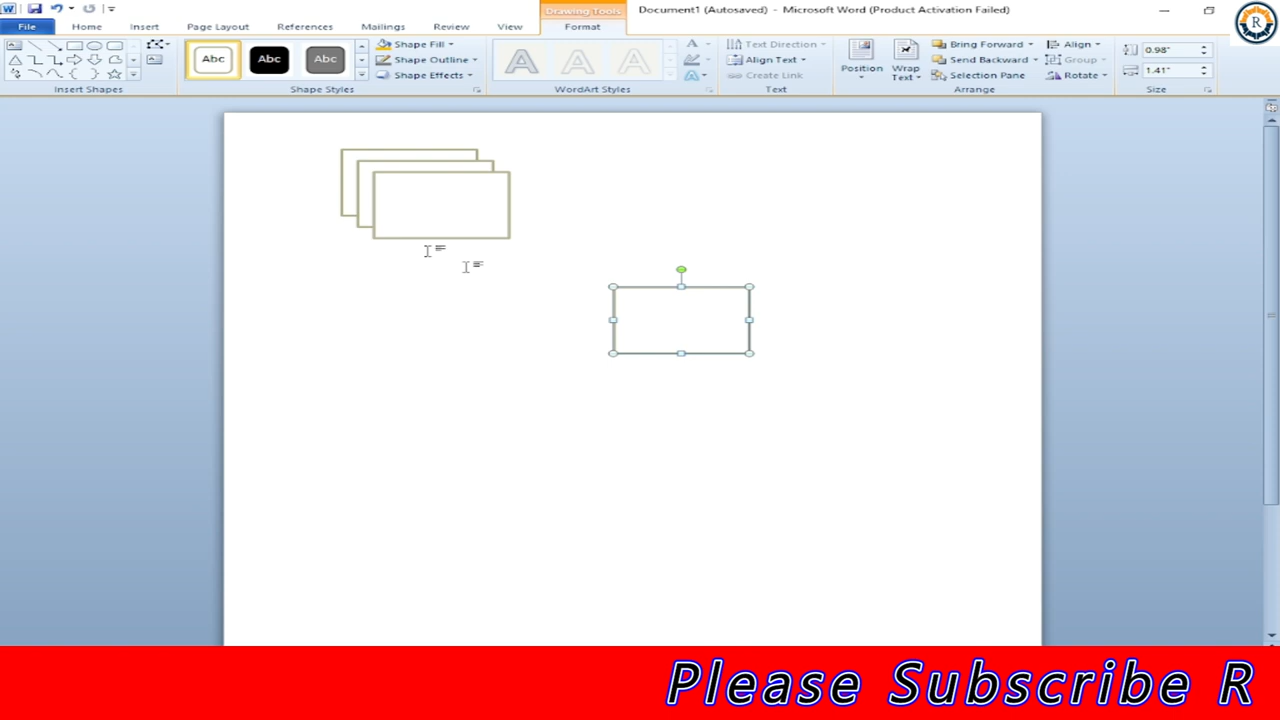 Drawing Tools
Document1 (Autosaved) - Microsoft Word (Product Activation Failed)
File Home Insert Page Layout References Mailings Review View Format
R
Abc Abc Abc
Shape Fill
Shape Outline
Shape Effects
A A A
Text Direction
Align Text
Create Link
Position
Wrap Text
Bring Forward
Send Backward
Selection Pane
Align
Group
Rotate
0.98"
1.41"
Insert Shapes Shape Styles WordArt Styles Text Arrange Size
Please Subscribe R